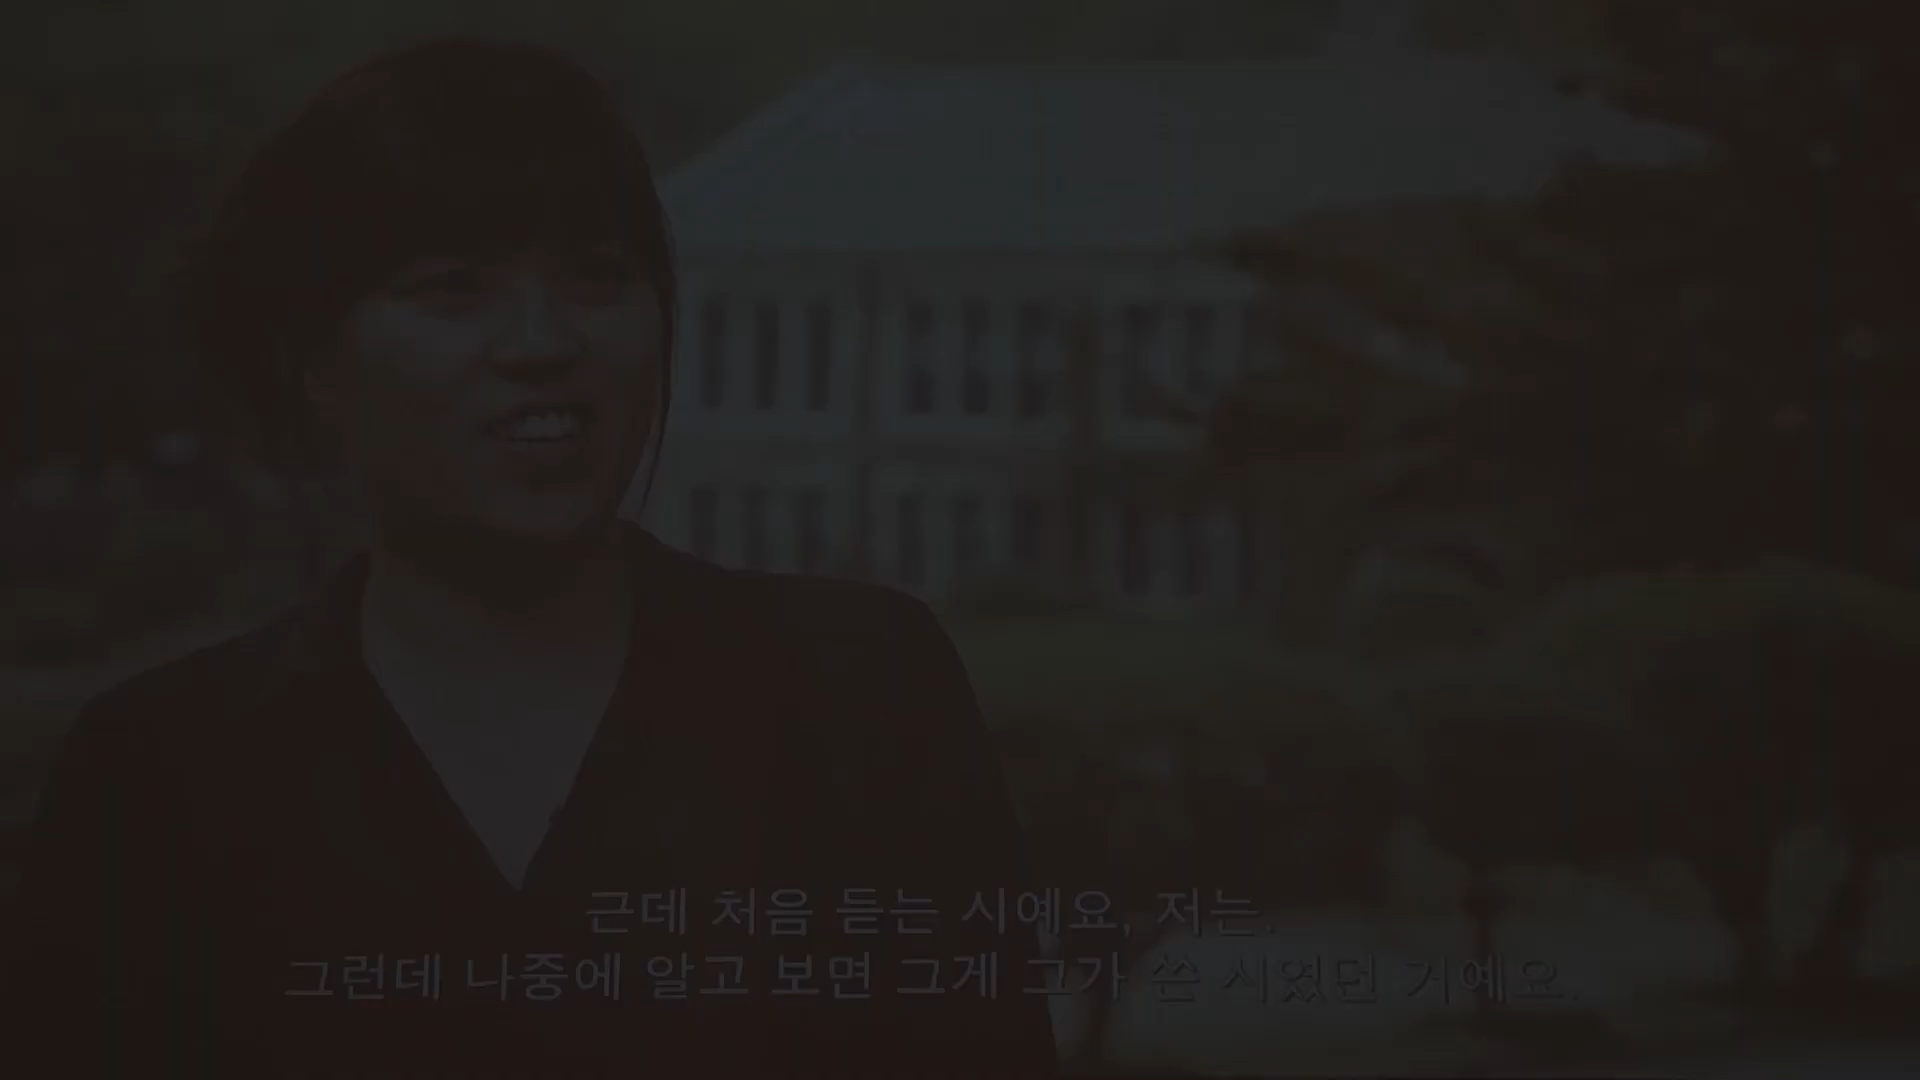 근데 처음 듣는 시예요, 저는.
그런데 나중에 알고 보면 그게 그가 쓴 시였던 거예요.